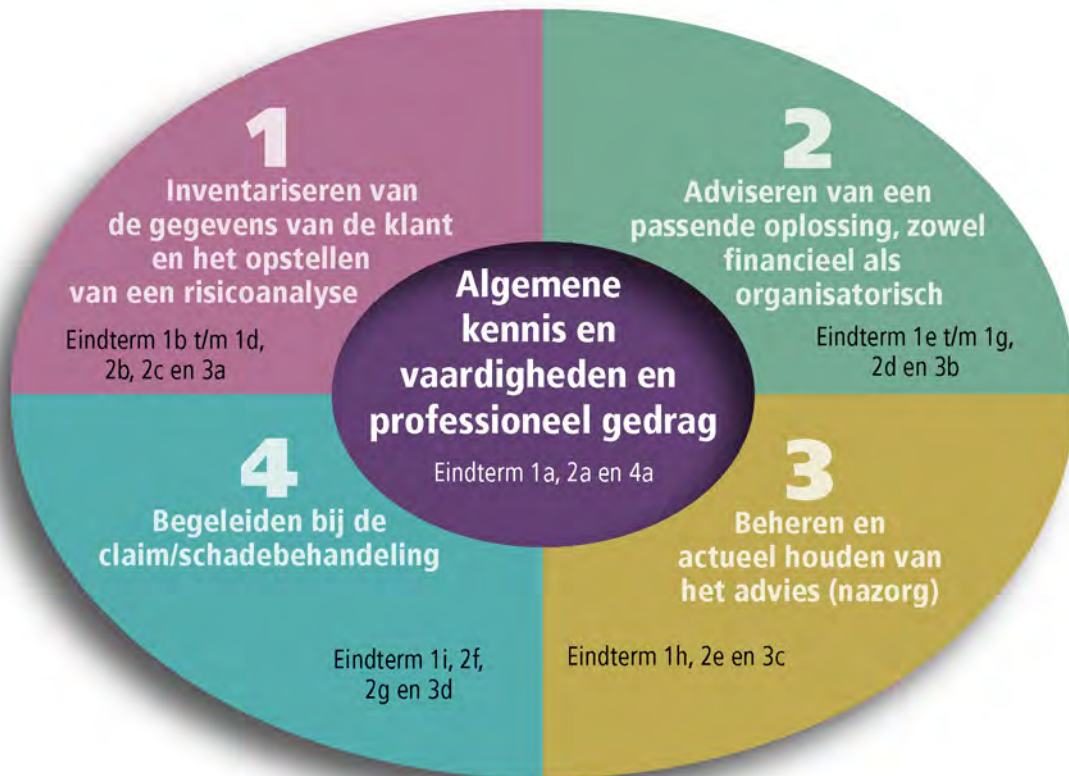 1
Inventariseren van
de gegevens van de klant
en het opstellen
van een risicoanalyse
Eindterm 1b t/m 1d,
2b, 2c en 3a
2
Adviseren van een
passende oplossing, zowel
financieel als
organisatorisch
Eindterm 1e t/m 1g,
2d en 3b
Algemene
kennis en
vaardigheden en
professioneel gedrag
Eindterm 1a, 2a en 4a
4
Begeleiden bij de
claim/schadebehandeling
Eindterm 1i, 2f,
2g en 3d
3
Beheren en
actueel houden van
het advies (nazorg)
Eindterm 1h, 2e en 3c